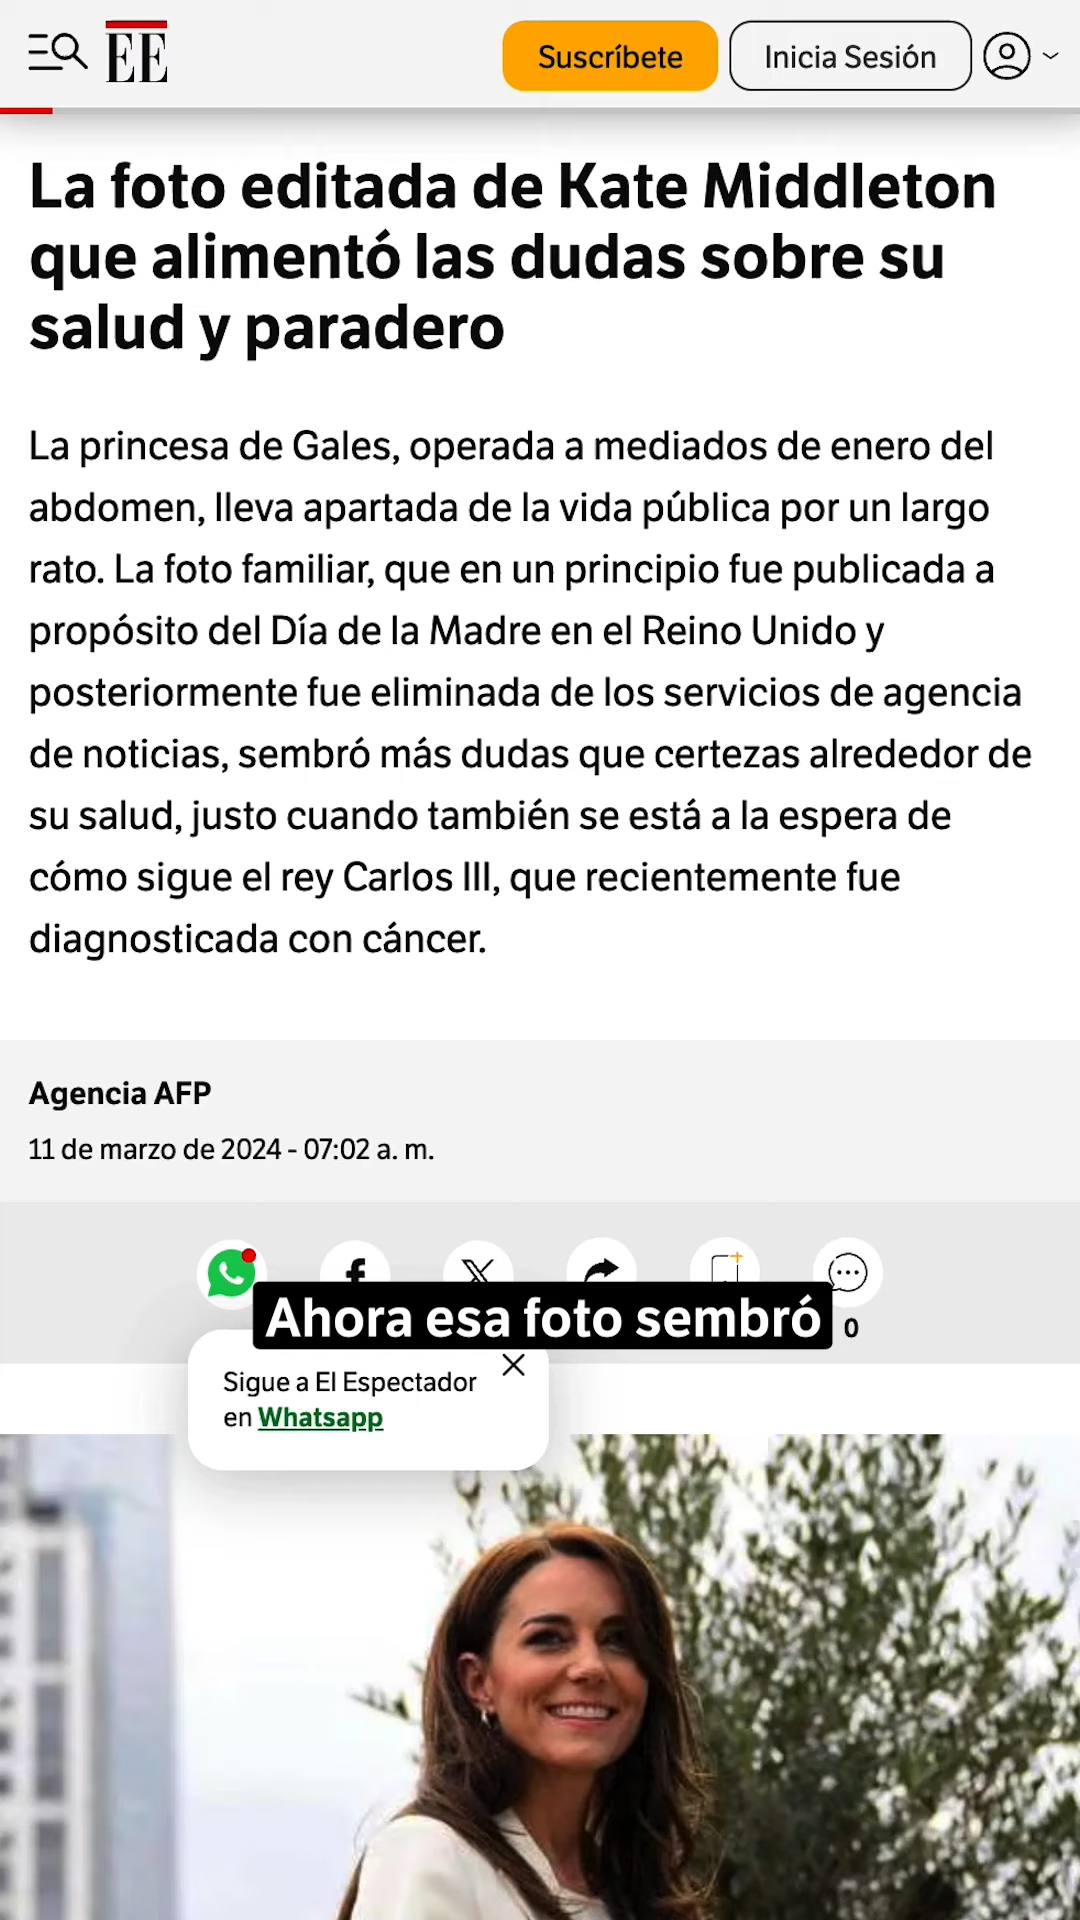 EE
Suscríbete
Inicia Sesión
La foto editada de Kate Middleton
que alimentó las dudas sobre su
salud y paradero
La princesa de Gales, operada a mediados de enero del
abdomen, lleva apartada de la vida pública por un largo
rato. La foto familiar, que en un principio fue publicada a
propósito del Día de la Madre en el Reino Unido y
posteriormente fue eliminada de los servicios de agencia
de noticias, sembró más dudas que certezas alrededor de
su salud, justo cuando también se está a la espera de
cómo sigue el rey Carlos III, que recientemente fue
diagnosticada con cáncer.
Agencia AFP
11 de marzo de 2024 - 07:02 a. m.
Ahora esa foto sembró
0
Sigue a El Espectador
en Whatsapp